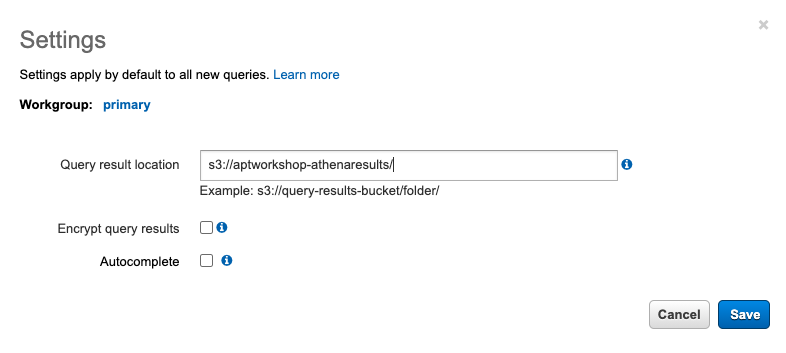 Settings
Settings apply by default to all new queries. Learn more
Workgroup: primary
Query result location s3://aptworkshop-athenaresults/
Example: s3://query-results-bucket/folder/
Encrypt query results
Autocomplete
Cancel Save